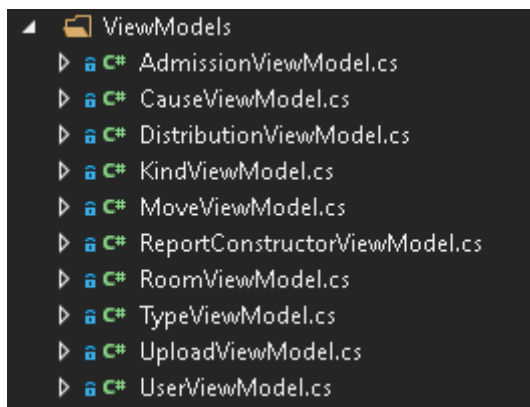 ViewModels
C# AdmissionViewModel.cs
C# CauseViewModel.cs
C# DistributionViewModel.cs
C# KindViewModel.cs
C# MoveViewModel.cs
C# ReportConstructorViewModel.cs
C# RoomViewModel.cs
C# TypeViewModel.cs
C# UploadViewModel.cs
C# UserViewModel.cs